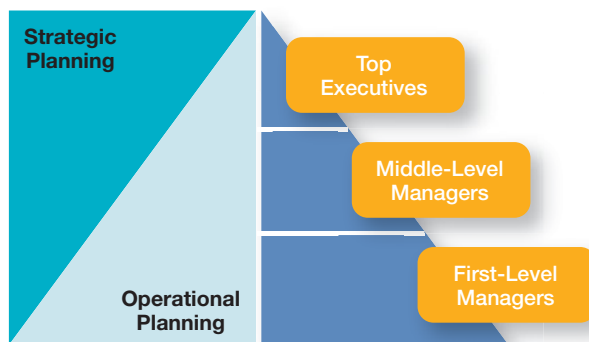 Strategic
Planning
Top
Executives
Middle-Level
Managers
First-Level
Managers
Operational
Planning